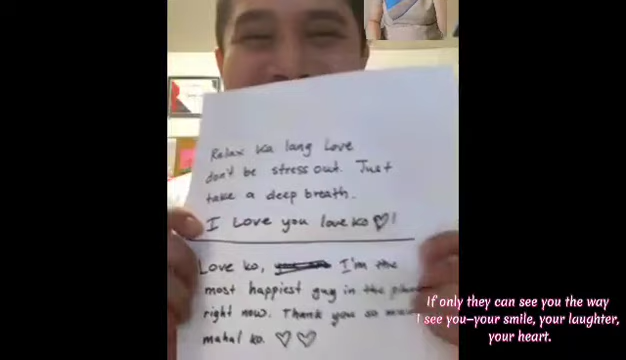 Relax ka lang Love
don't be stress out. Just
take a deep breath.
I Love you love ko ♡!
Love ko, I'm the
most happiest guy in the
right now. Thank you so
mahal ko. ♡♡
If only they can see you the way
I see you—your smile, your laughter,
your heart.